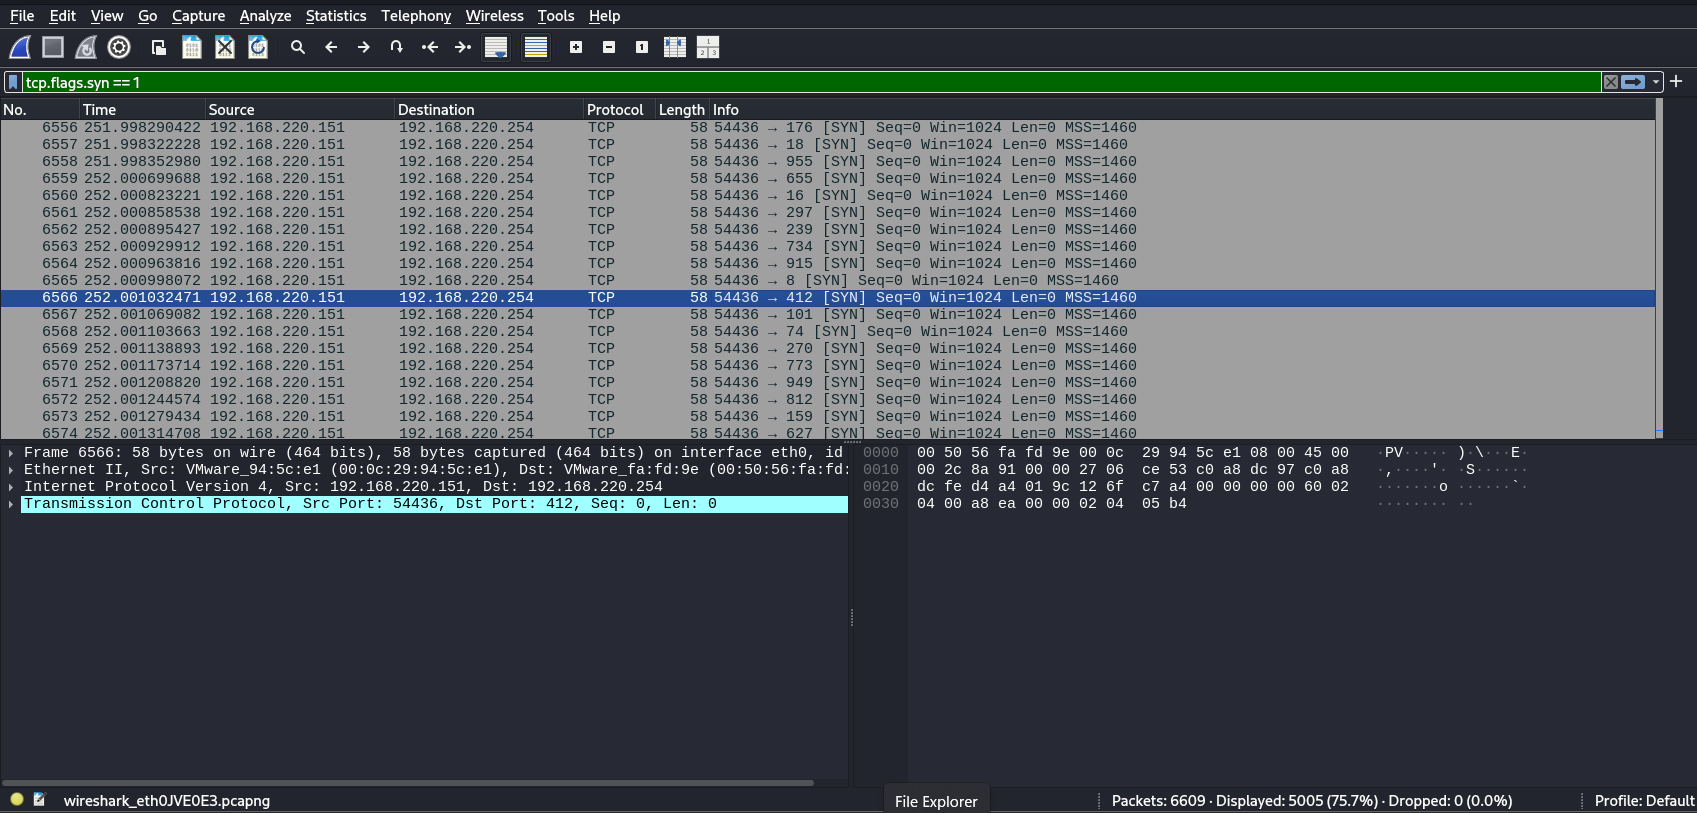 File Edit View Go Capture Analyze Statistics Telephony Wireless Tools Help
tcp.flags.syn == 1
No. Time Source Destination Protocol Length Info
6556 251.998290422 192.168.220.151 192.168.220.254 TCP 58 54436 → 176 [SYN] Seq=0 Win=1024 Len=0 MSS=1460
6557 251.998322228 192.168.220.151 192.168.220.254 TCP 58 54436 → 18 [SYN] Seq=0 Win=1024 Len=0 MSS=1460
6558 251.998352980 192.168.220.151 192.168.220.254 TCP 58 54436 → 955 [SYN] Seq=0 Win=1024 Len=0 MSS=1460
6559 252.000699688 192.168.220.151 192.168.220.254 TCP 58 54436 → 655 [SYN] Seq=0 Win=1024 Len=0 MSS=1460
6560 252.000823221 192.168.220.151 192.168.220.254 TCP 58 54436 → 16 [SYN] Seq=0 Win=1024 Len=0 MSS=1460
6561 252.000858538 192.168.220.151 192.168.220.254 TCP 58 54436 → 297 [SYN] Seq=0 Win=1024 Len=0 MSS=1460
6562 252.000895427 192.168.220.151 192.168.220.254 TCP 58 54436 → 239 [SYN] Seq=0 Win=1024 Len=0 MSS=1460
6563 252.000929912 192.168.220.151 192.168.220.254 TCP 58 54436 → 734 [SYN] Seq=0 Win=1024 Len=0 MSS=1460
6564 252.000963816 192.168.220.151 192.168.220.254 TCP 58 54436 → 915 [SYN] Seq=0 Win=1024 Len=0 MSS=1460
6565 252.000998072 192.168.220.151 192.168.220.254 TCP 58 54436 → 8 [SYN] Seq=0 Win=1024 Len=0 MSS=1460
6566 252.001032471 192.168.220.151 192.168.220.254 TCP 58 54436 → 412 [SYN] Seq=0 Win=1024 Len=0 MSS=1460
6567 252.001069082 192.168.220.151 192.168.220.254 TCP 58 54436 → 101 [SYN] Seq=0 Win=1024 Len=0 MSS=1460
6568 252.001103663 192.168.220.151 192.168.220.254 TCP 58 54436 → 74 [SYN] Seq=0 Win=1024 Len=0 MSS=1460
6569 252.001138893 192.168.220.151 192.168.220.254 TCP 58 54436 → 270 [SYN] Seq=0 Win=1024 Len=0 MSS=1460
6570 252.001173714 192.168.220.151 192.168.220.254 TCP 58 54436 → 773 [SYN] Seq=0 Win=1024 Len=0 MSS=1460
6571 252.001208820 192.168.220.151 192.168.220.254 TCP 58 54436 → 949 [SYN] Seq=0 Win=1024 Len=0 MSS=1460
6572 252.001244574 192.168.220.151 192.168.220.254 TCP 58 54436 → 812 [SYN] Seq=0 Win=1024 Len=0 MSS=1460
6573 252.001279434 192.168.220.151 192.168.220.254 TCP 58 54436 → 159 [SYN] Seq=0 Win=1024 Len=0 MSS=1460
6574 252.001314708 192.168.220.151 192.168.220.254 TCP 58 54436 → 627 [SYN] Seq=0 Win=1024 Len=0 MSS=1460
Frame 6566: 58 bytes on wire (464 bits), 58 bytes captured (464 bits) on interface eth0, id
Ethernet II, Src: VMware_94:5c:e1 (00:0c:29:94:5c:e1), Dst: VMware_fa:fd:9e (00:50:56:fa:fd:
Internet Protocol Version 4, Src: 192.168.220.151, Dst: 192.168.220.254
Transmission Control Protocol, Src Port: 54436, Dst Port: 412, Seq: 0, Len: 0
0000 00 50 56 fa fd 9e 00 0c 29 94 5c e1 08 00 45 00 ·PV····· )·\···E·
0010 00 2c 8a 91 00 00 27 06 ce 53 c0 a8 dc 97 c0 a8 ·,····'· ·S······
0020 dc fe d4 a4 01 9c 12 6f c7 a4 00 00 00 00 60 02 ·······o ······`·
0030 04 00 a8 ea 00 00 02 04 05 b4 ········ ··
wireshark_eth0JVE0E3.pcapng
File Explorer
Packets: 6609 · Displayed: 5005 (75.7%) · Dropped: 0 (0.0%)
Profile: Default